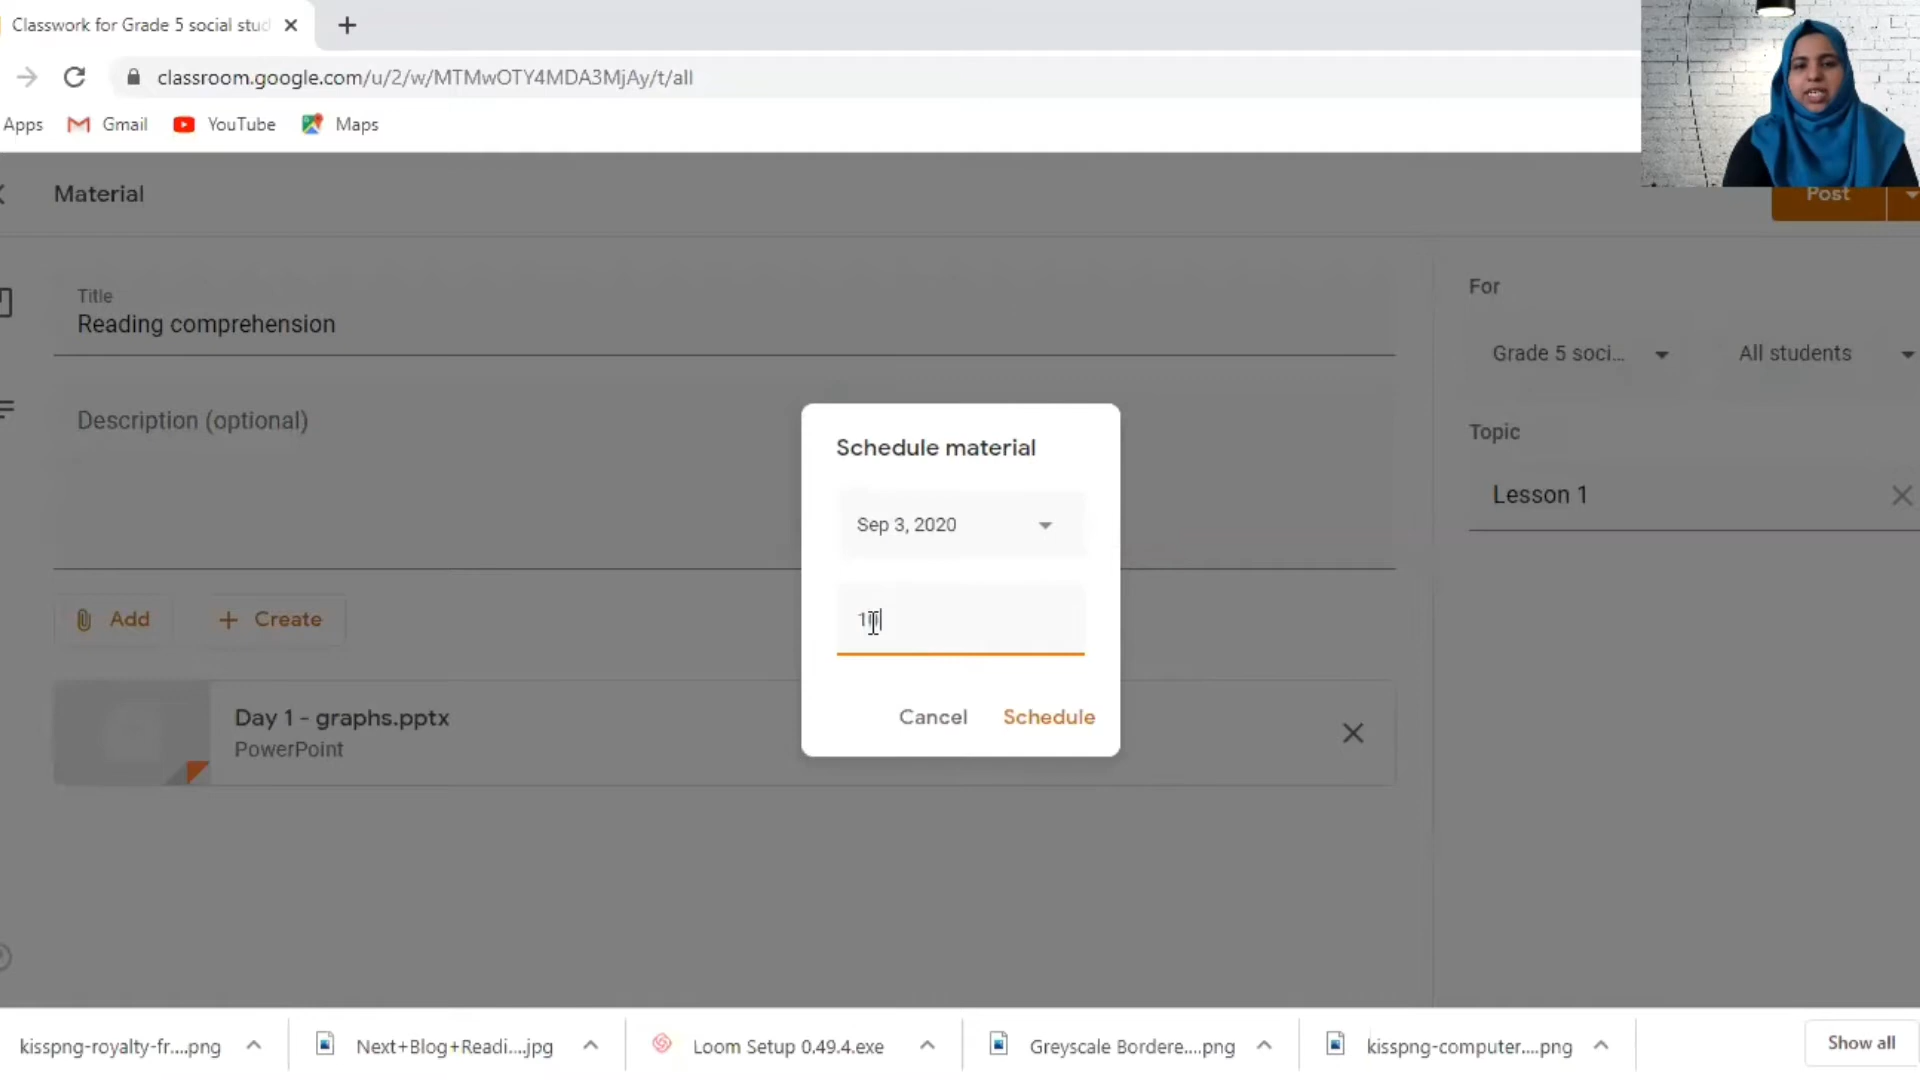 Classwork for Grade 5 social stud
classroom.google.com/u/2/w/MTMwOTY4MDA3MjAy/t/all
Apps Gmail YouTube Maps
Material
Post
Title
Reading comprehension
Description (optional)
Add Create
Day 1 - graphs.pptx
PowerPoint
For
Grade 5 soci... All students
Topic
Lesson 1
Schedule material
Sep 3, 2020
Cancel Schedule
kisspng-royalty-fr....png Next+Blog+Readi....jpg Loom Setup 0.49.4.exe Greyscale Bordere....png kisspng-computer....png Show all